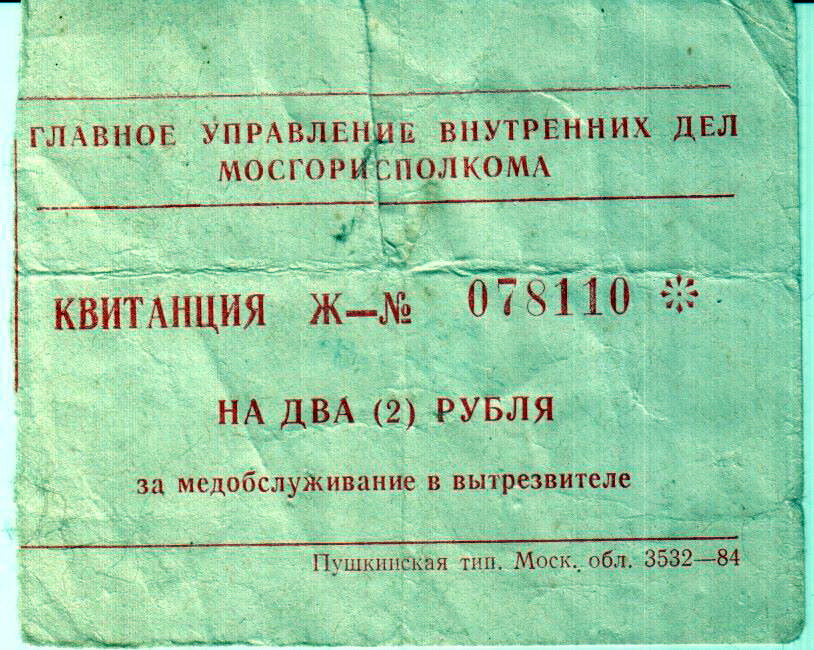 ГЛАВНОЕ УПРАВЛЕНИЕ ВНУТРЕННИХ ДЕЛ
МОСГОРИСПОЛКОМА
КВИТАНЦИЯ Ж—№ 078110
НА ДВА (2) РУБЛЯ
за медобслуживание в вытрезвителе
Пушкинская тип. Моск. обл. 3532—84